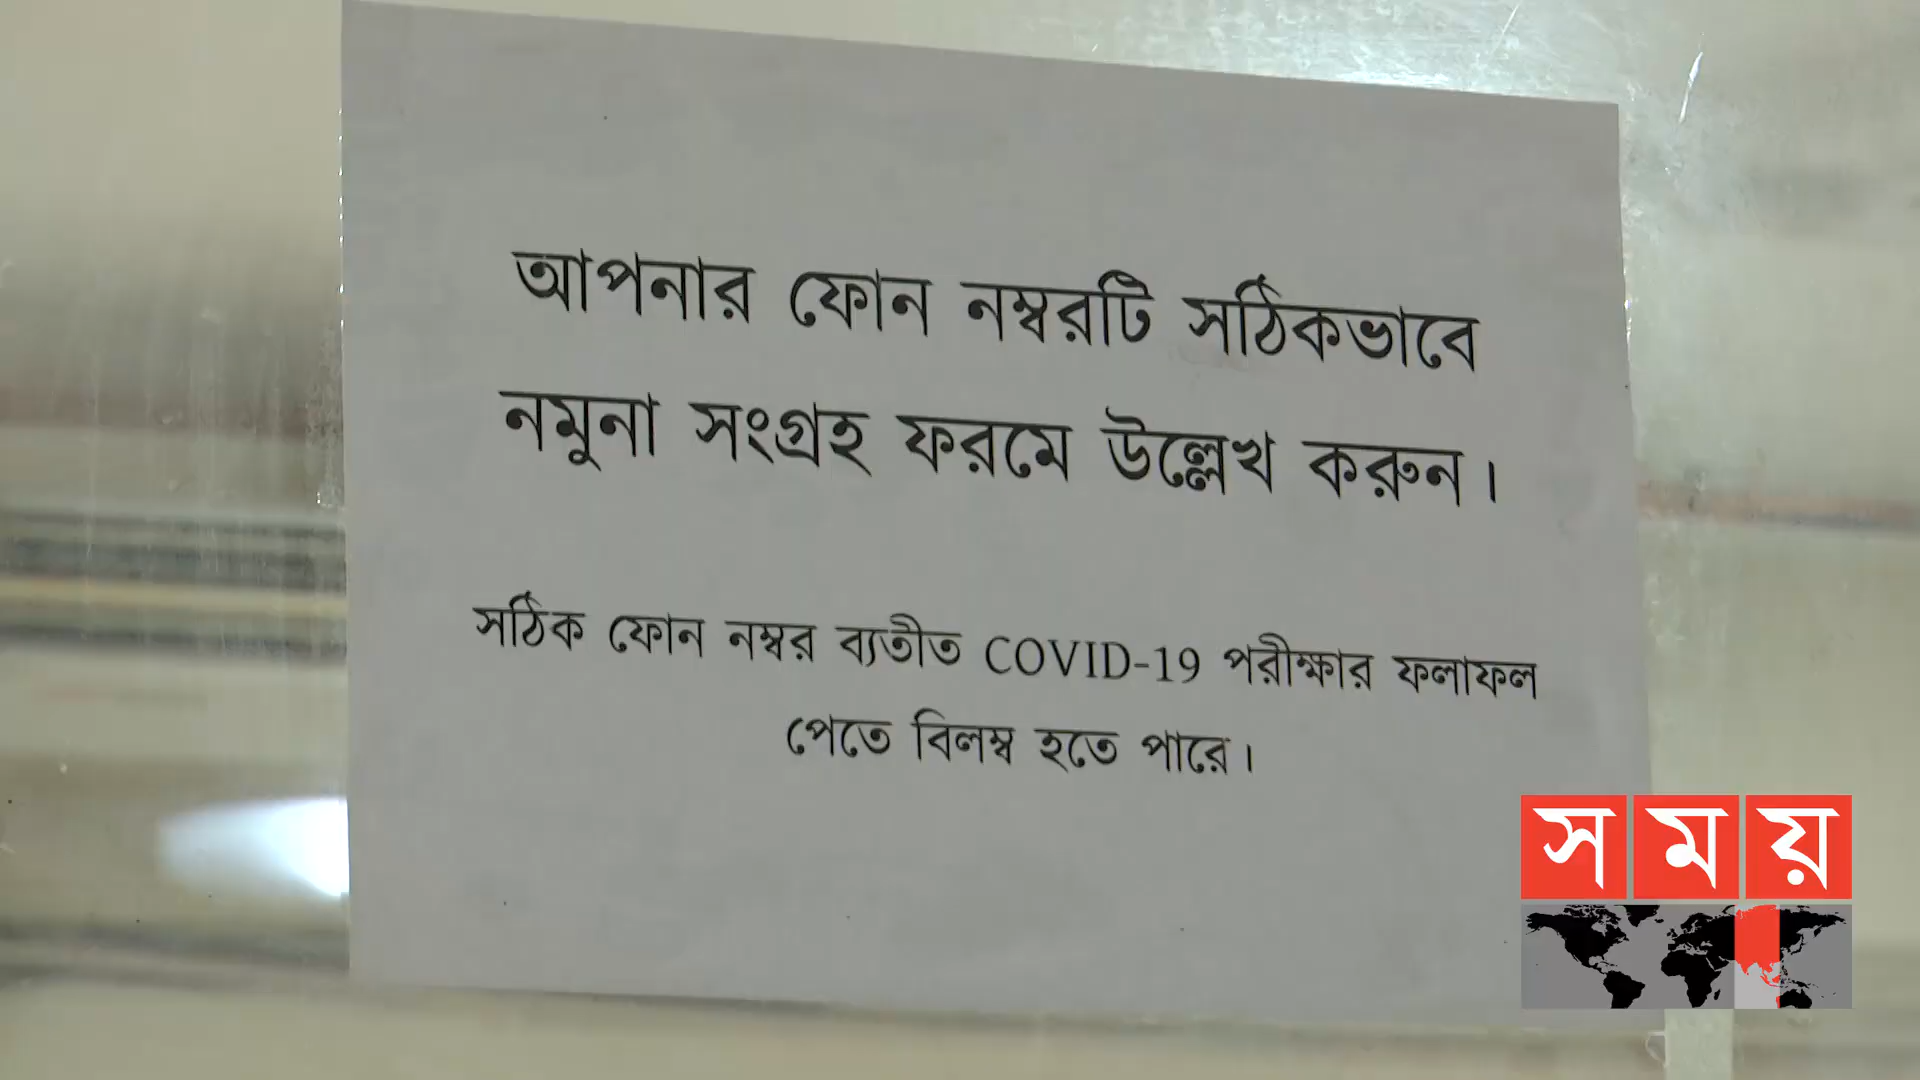 আপনার ফোন নম্বরটি সঠিকভাবে
নমুনা সংগ্রহ ফরমে উল্লেখ করুন।
সঠিক ফোন নম্বর ব্যতীত COVID-19 পরীক্ষার ফলাফল
পেতে বিলম্ব হতে পারে।
সময়